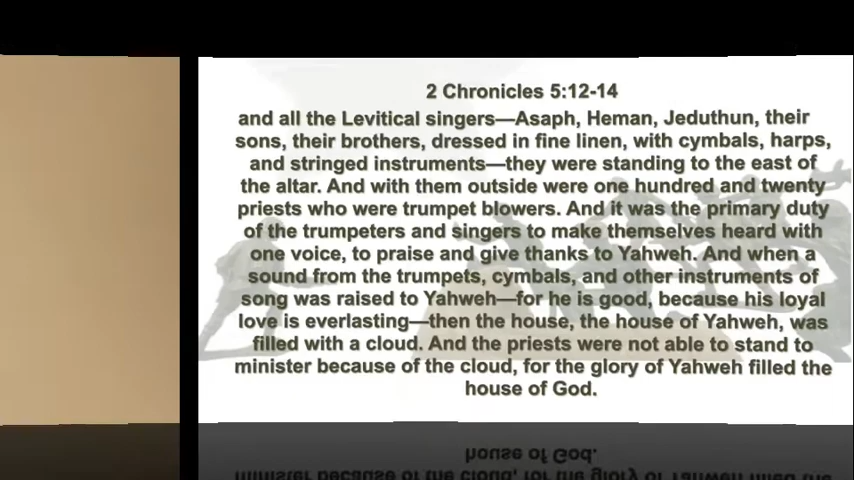 2 Chronicles 5:12-14
and all the Levitical singers—Asaph, Heman, Jeduthun, their
sons, their brothers, dressed in fine linen, with cymbals, harps,
and stringed instruments—they were standing to the east of
the altar. And with them outside were one hundred and twenty
priests who were trumpet blowers. And it was the primary duty
of the trumpeters and singers to make themselves heard with
one voice, to praise and give thanks to Yahweh. And when a
sound from the trumpets, cymbals, and other instruments of
song was raised to Yahweh—for he is good, because his loyal
love is everlasting—then the house, the house of Yahweh, was
filled with a cloud. And the priests were not able to stand to
minister because of the cloud, for the glory of Yahweh filled the
house of God.